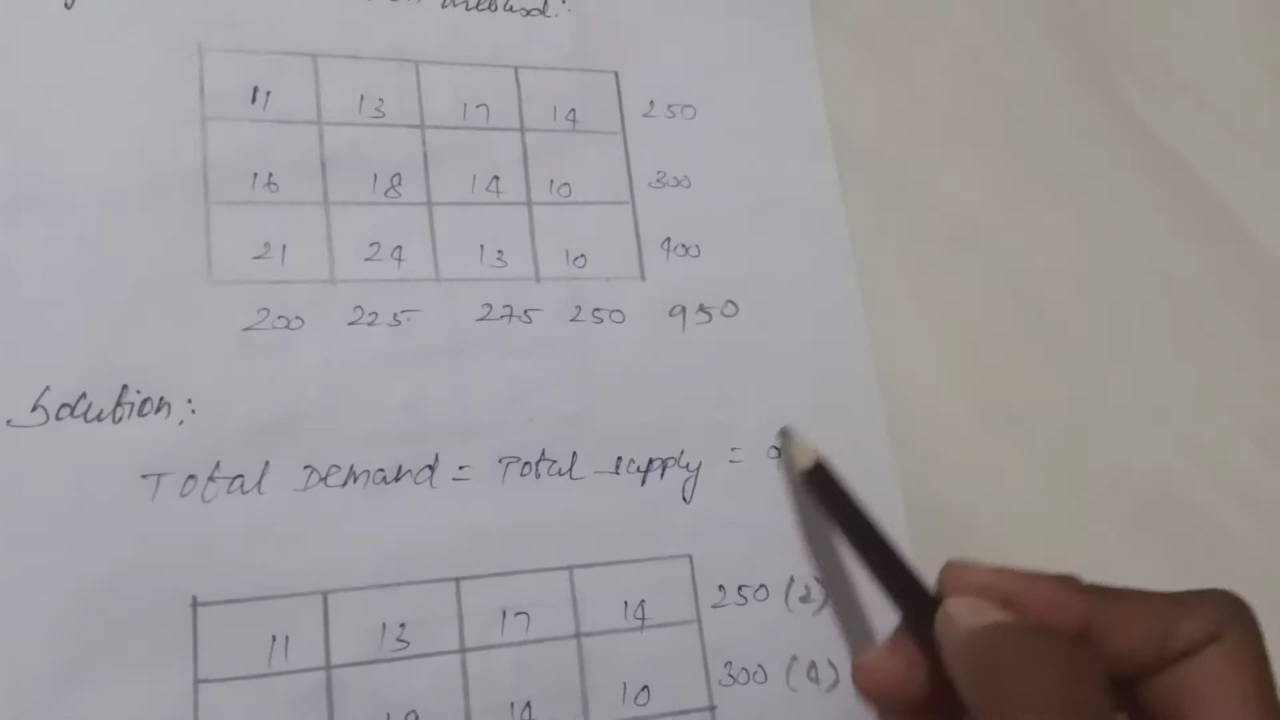 11 13 17 14 250
16 18 14 10 300
21 24 13 10 400
200 225 275 250 950
Solution:
Total Demand = Total supply = 9
11 13 17 14 250 (2)
14 10 300 (4)